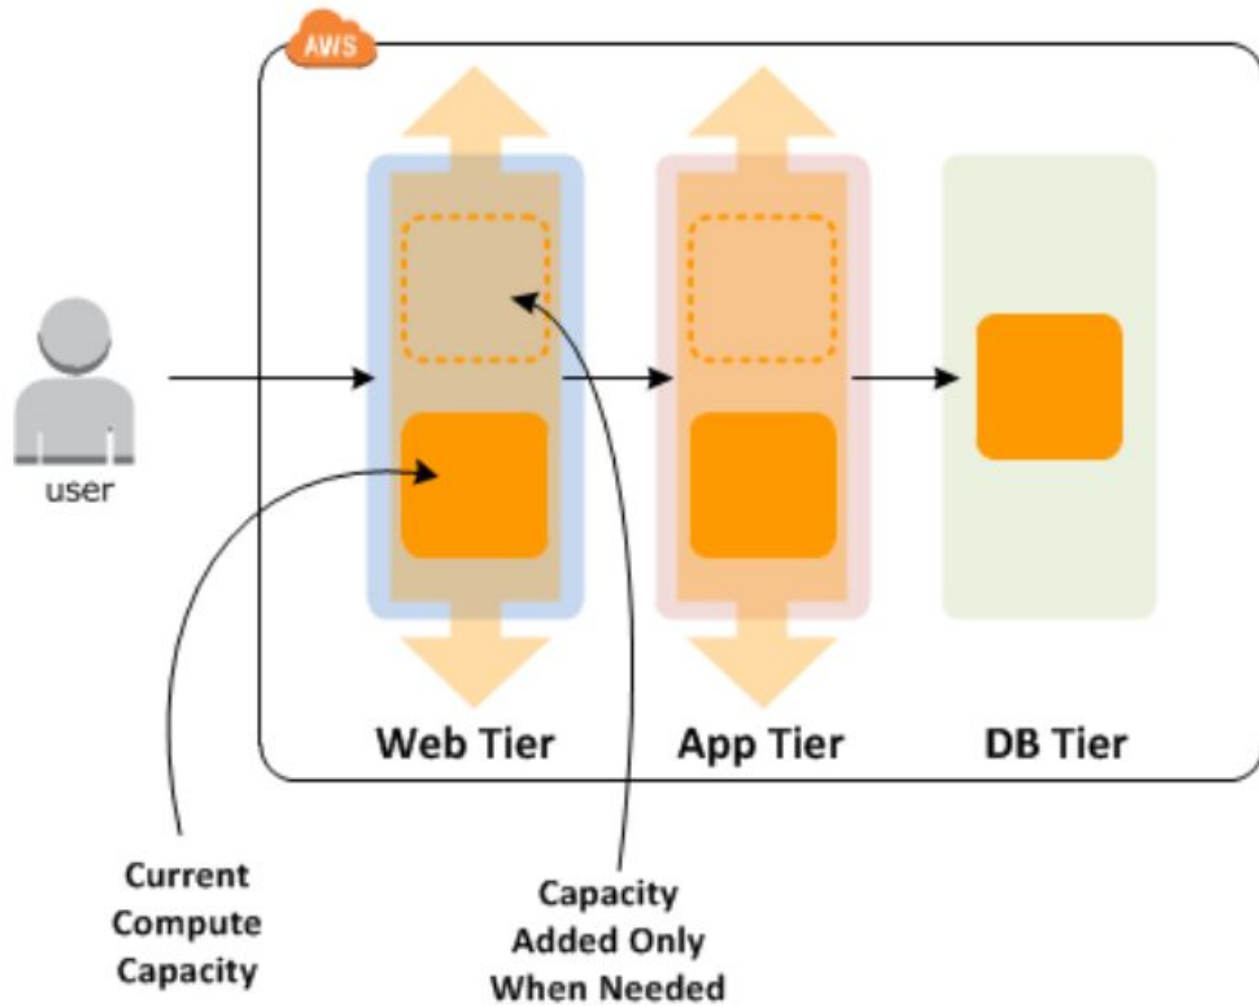 AWS
user
Web Tier
App Tier
DB Tier
Current
Compute
Capacity
Capacity
Added Only
When Needed